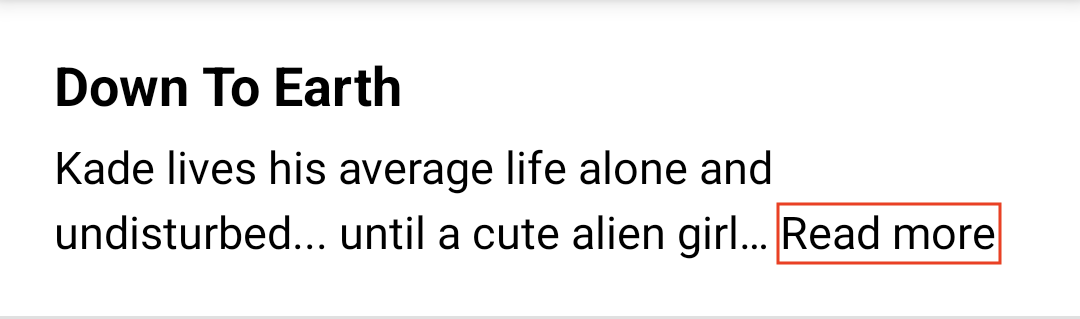 Down To Earth
Kade lives his average life alone and
undisturbed... until a cute alien girl… Read more